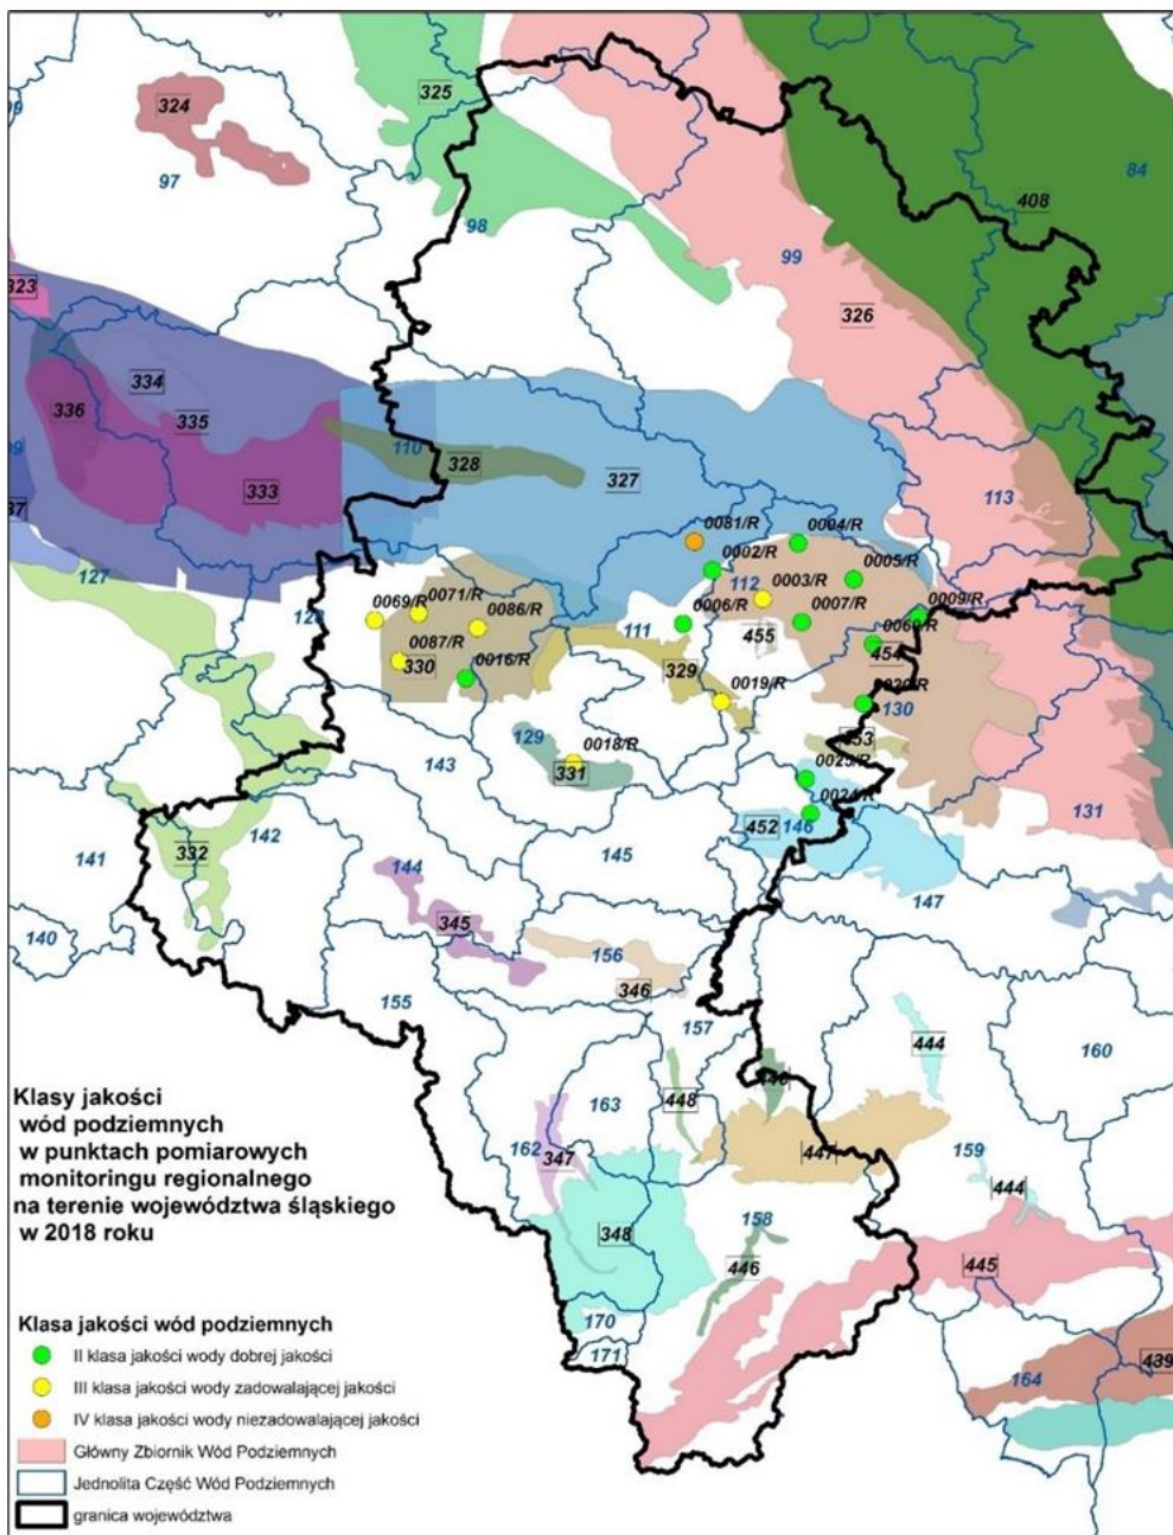 325
324
97
84
408
98
99
323
326
334
336
335
110
328
327
333
113
0081/R
0004/R
0002/R
0005/R
127
112
0003/R
0071/R
0069/R
0086/R
0006/R
0007/R
0009/R
111
455
0087/R
330
0016/R
329
454
0019/R
130
129
0018/R
143
331
0025/R
0024/R
131
452
146
142
332
141
145
144
147
345
140
156
346
155
157
444
160
Klasy jakości
wód podziemnych
w punktach pomiarowych
monitoringu regionalnego
na terenie województwa śląskiego
w 2018 roku
163
448
162
347
447
159
444
348
158
446
445
170
171
164
439
Klasa jakości wód podziemnych
II klasa jakości wody dobrej jakości
III klasa jakości wody zadowalającej jakości
IV klasa jakości wody niezadowalającej jakości
Główny Zbiornik Wód Podziemnych
Jednolita Część Wód Podziemnych
granica województwa